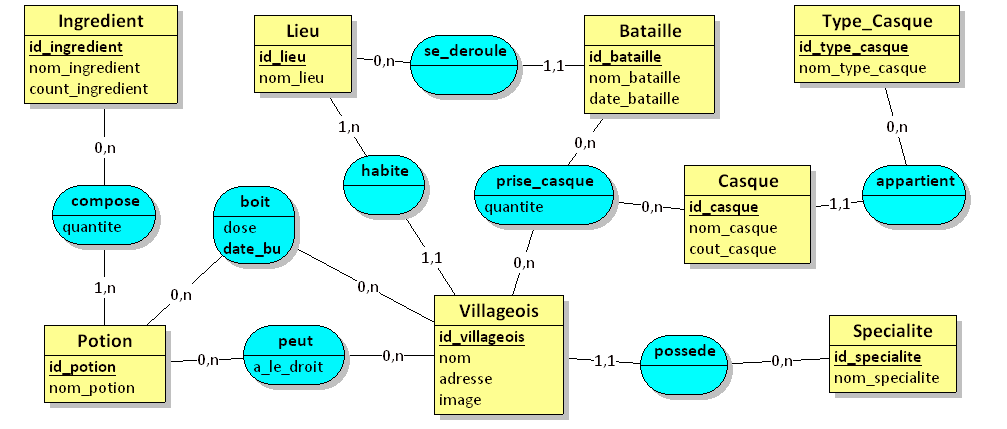 Ingredient
id_ingredient
nom_ingredient
count_ingredient
Lieu
id_lieu
nom_lieu
0,n
se_deroule
1,1
Bataille
id_bataille
nom_bataille
date_bataille
Type_Casque
id_type_casque
nom_type_casque
0,n
1,n
0,n
0,n
compose
quantite
boit
dose
date_bu
habite
prise_casque
quantite
0,n
Casque
id_casque
nom_casque
cout_casque
1,1
appartient
1,n
0,n
0,n
1,1
0,n
Potion
id_potion
nom_potion
0,n
peut
a_le_droit
0,n
Villageois
id_villageois
nom
adresse
image
1,1
possede
0,n
Specialite
id_specialite
nom_specialite